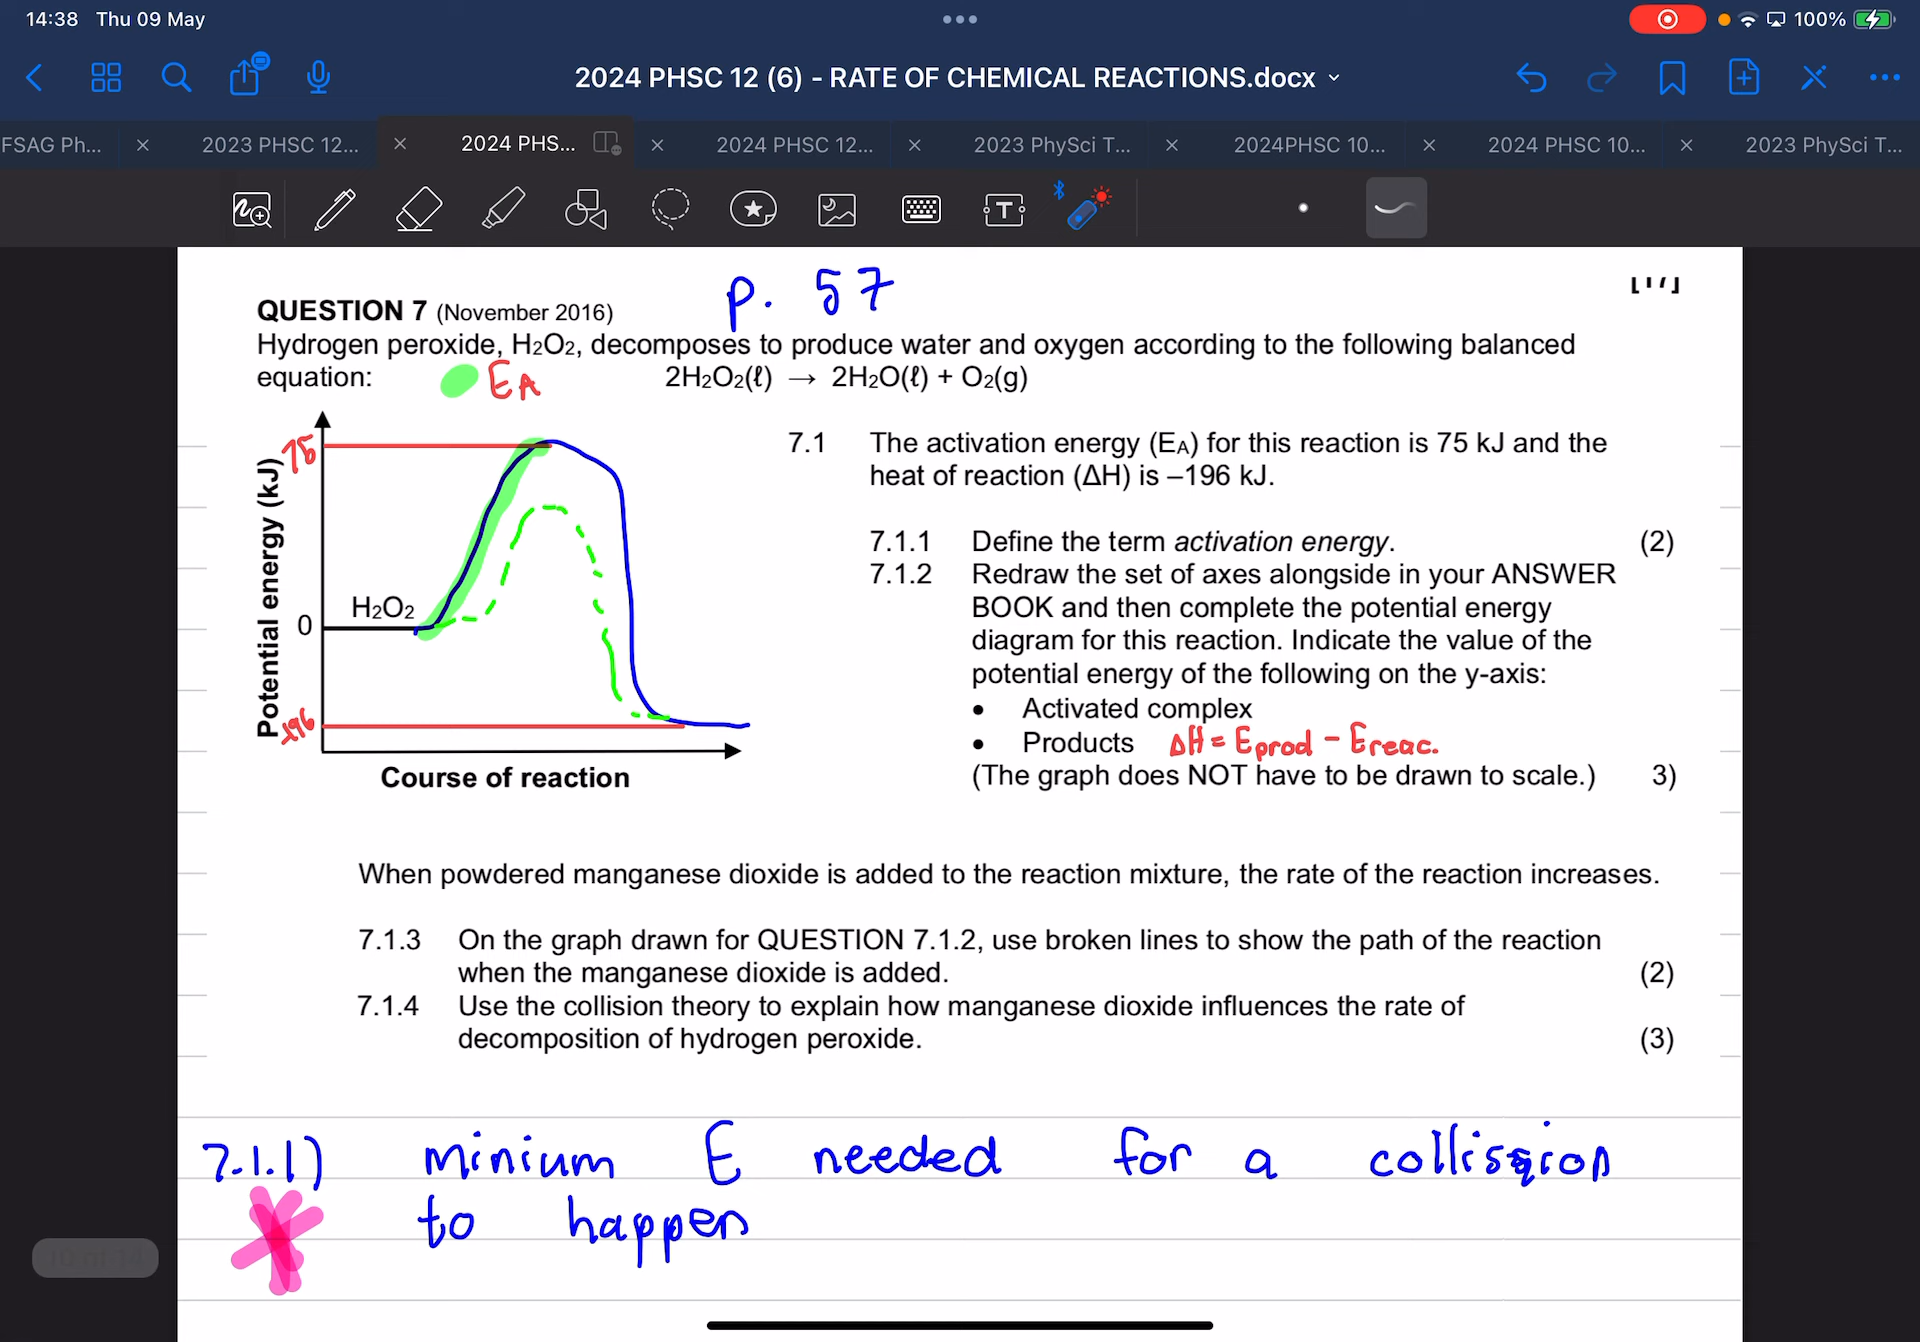 14:38 Thu 09 May
100%
2024 PHSC 12 (6) - RATE OF CHEMICAL REACTIONS.docx
FSAG Ph... 2023 PHSC 12... 2024 PHS... 2024 PHSC 12... 2023 PhySci T... 2024PHSC 10... 2024 PHSC 10... 2023 PhySci T...
p. 57
QUESTION 7 (November 2016)
Hydrogen peroxide, H₂O₂, decomposes to produce water and oxygen according to the following balanced
equation: EA 2H₂O₂(ℓ) → 2H₂O(ℓ) + O₂(g)
75
Potential energy (kJ)
H₂O₂
0
-196
Course of reaction
7.1 The activation energy (EA) for this reaction is 75 kJ and the
heat of reaction (ΔH) is –196 kJ.
7.1.1 Define the term activation energy. (2)
7.1.2 Redraw the set of axes alongside in your ANSWER
BOOK and then complete the potential energy
diagram for this reaction. Indicate the value of the
potential energy of the following on the y-axis:
• Activated complex
• Products ΔH = Eprod - Ereac.
(The graph does NOT have to be drawn to scale.) 3)
When powdered manganese dioxide is added to the reaction mixture, the rate of the reaction increases.
7.1.3 On the graph drawn for QUESTION 7.1.2, use broken lines to show the path of the reaction
when the manganese dioxide is added. (2)
7.1.4 Use the collision theory to explain how manganese dioxide influences the rate of
decomposition of hydrogen peroxide. (3)
7.1.1) minium E needed for a collision
to happen